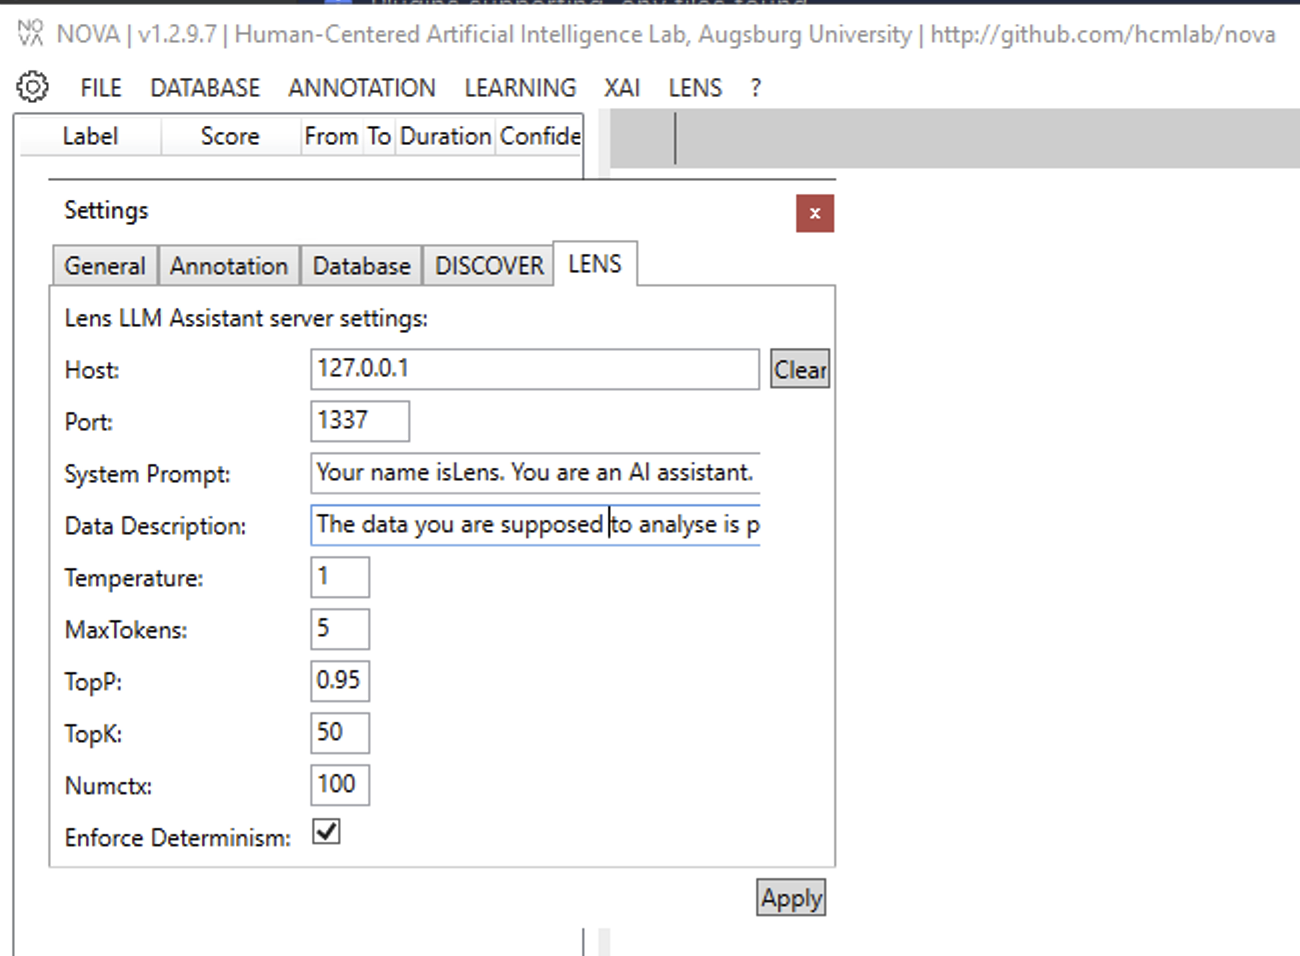 NOVA | v1.2.9.7 | Human-Centered Artificial Intelligence Lab, Augsburg University | http://github.com/hcmlab/nova
FILE DATABASE ANNOTATION LEARNING XAI LENS ?
Label Score From To Duration Confide
Settings x
General Annotation Database DISCOVER LENS
Lens LLM Assistant server settings:
Host: 127.0.0.1 Clear
Port: 1337
System Prompt: Your name isLens. You are an AI assistant.
Data Description: The data you are supposed to analyse is p
Temperature: 1
MaxTokens: 5
TopP: 0.95
TopK: 50
Numctx: 100
Enforce Determinism:
Apply